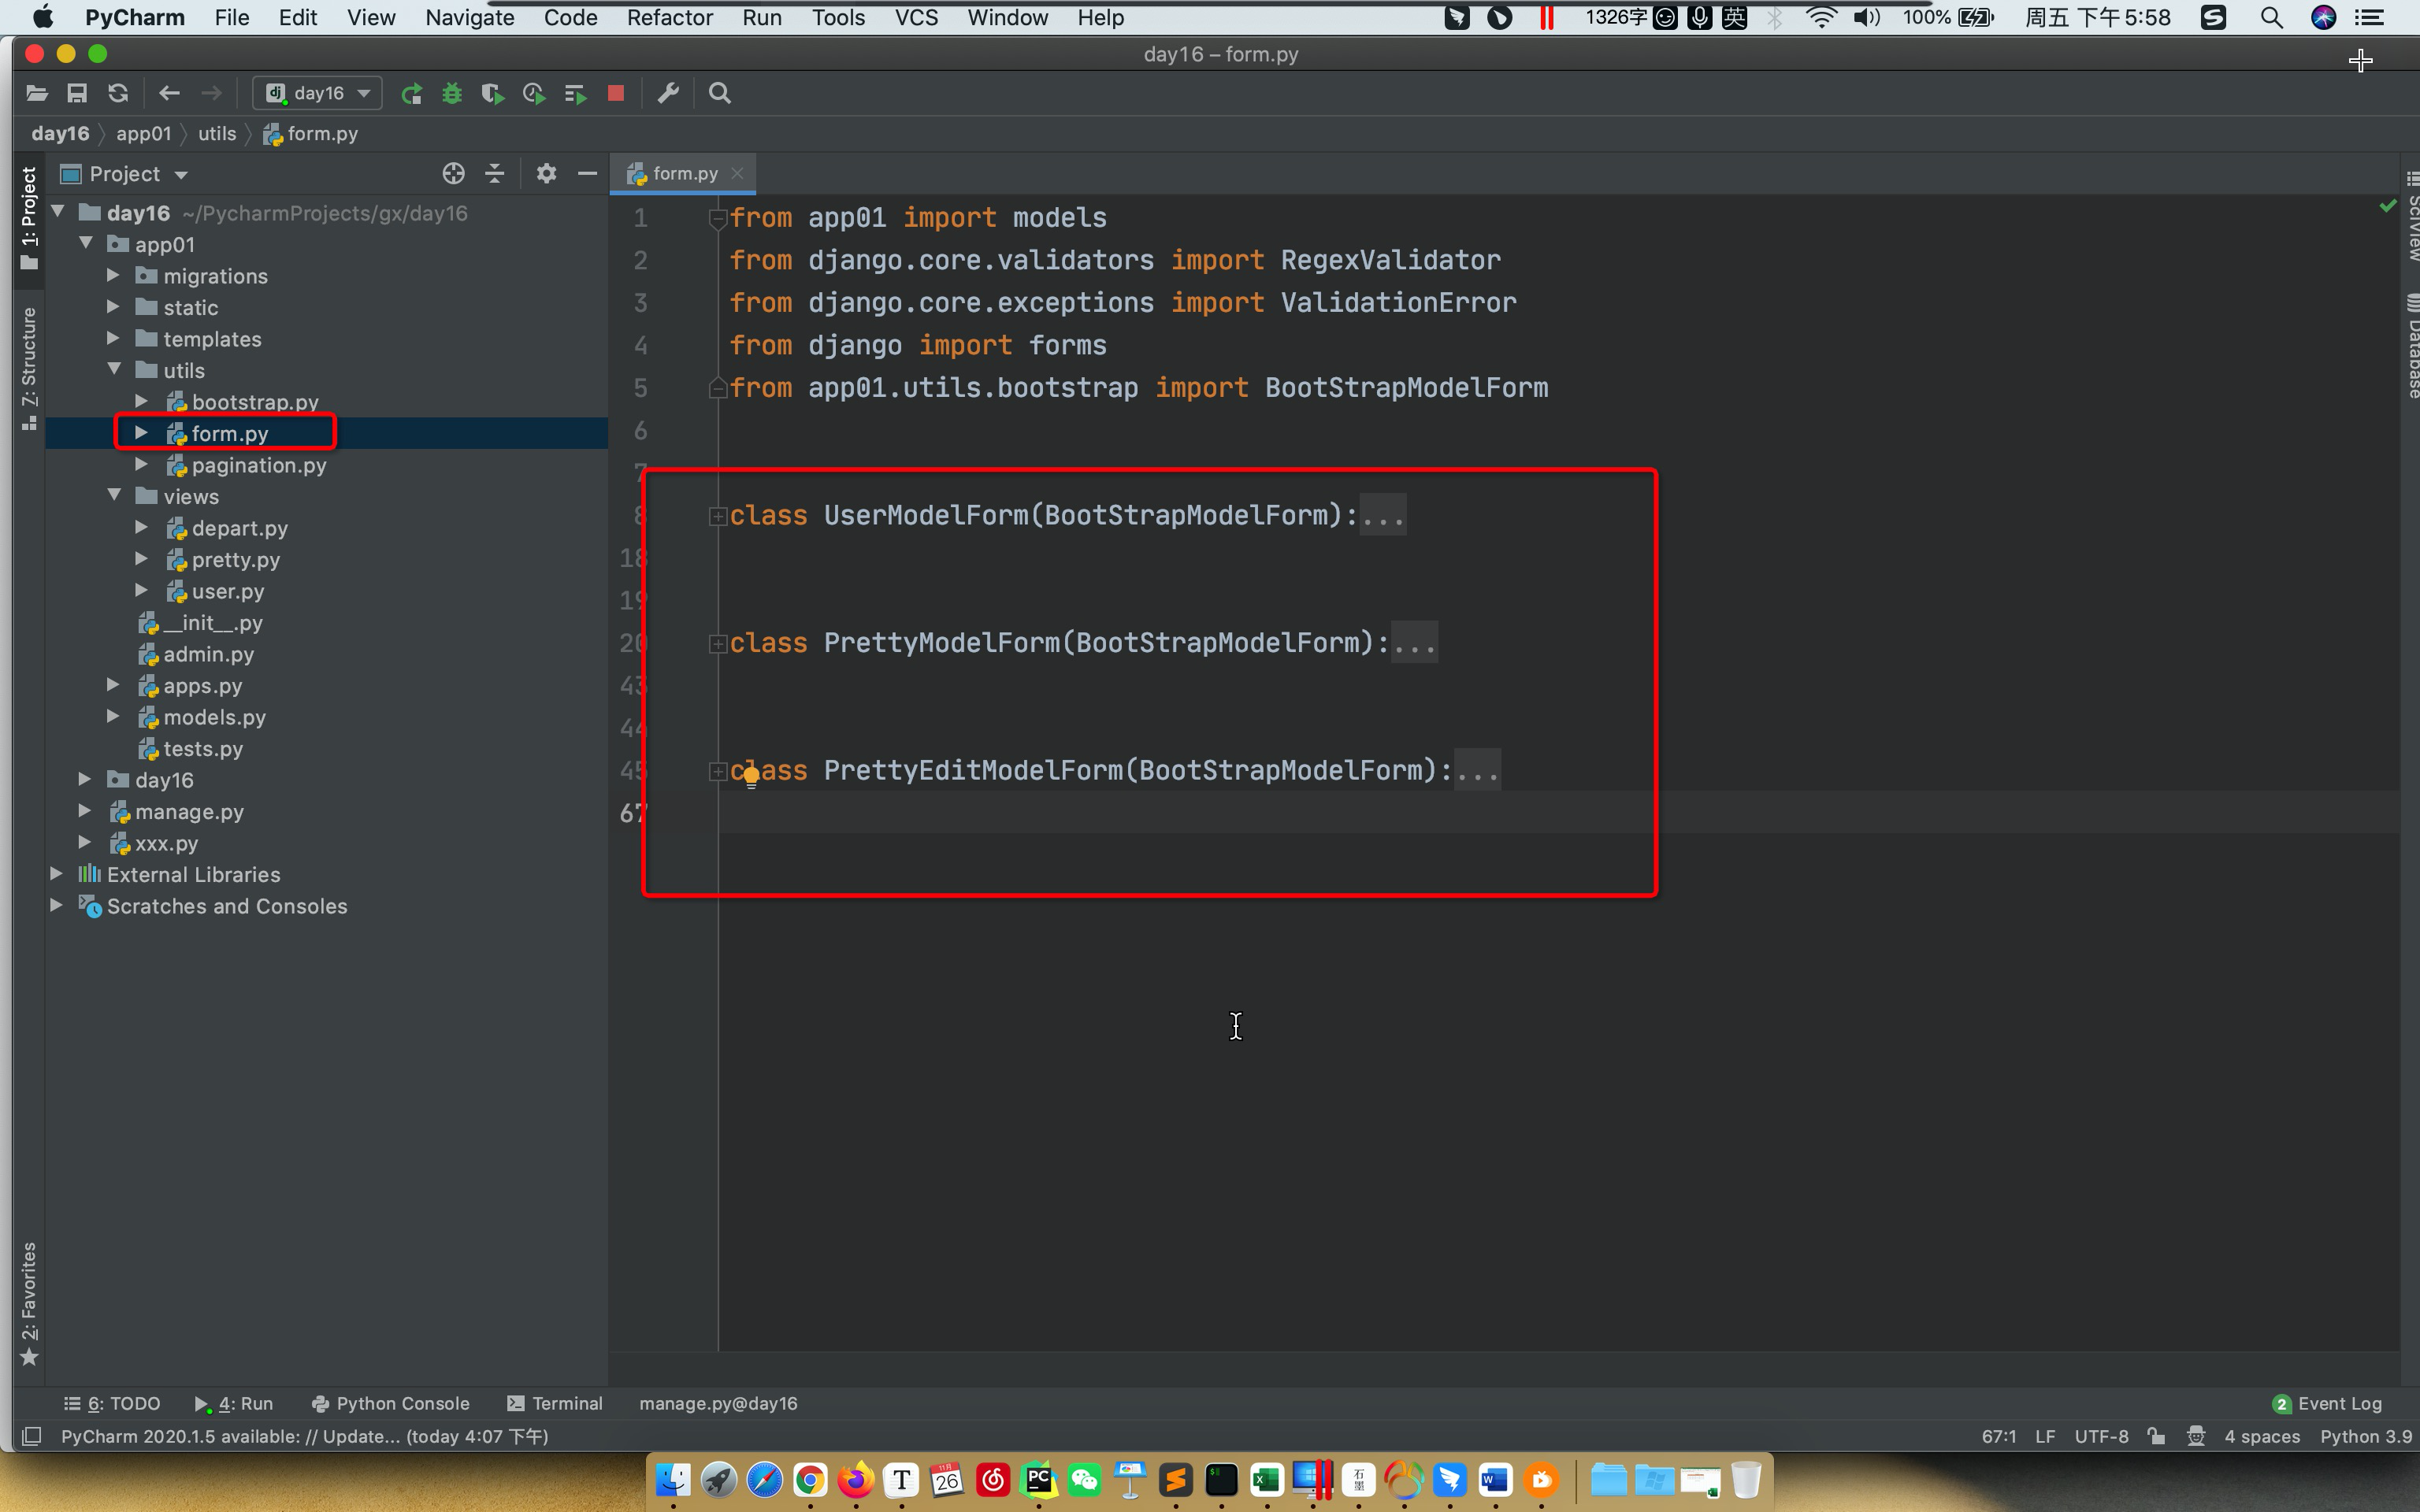 PyCharm File Edit View Navigate Code Refactor Run Tools VCS Window Help 1326字 英 100% 周五 下午5:58
day16 – form.py
day16
day16 app01 utils form.py
Project
form.py
1: Project
7: Structure
2: Favorites
SciView
Database
day16 ~/PycharmProjects/gx/day16
app01
migrations
static
templates
utils
bootstrap.py
form.py
pagination.py
views
depart.py
pretty.py
user.py
__init__.py
admin.py
apps.py
models.py
tests.py
day16
manage.py
xxx.py
External Libraries
Scratches and Consoles
1 from app01 import models
2 from django.core.validators import RegexValidator
3 from django.core.exceptions import ValidationError
4 from django import forms
5 from app01.utils.bootstrap import BootStrapModelForm
6
7
8 class UserModelForm(BootStrapModelForm):...
18
19
20 class PrettyModelForm(BootStrapModelForm):...
43
44
45 class PrettyEditModelForm(BootStrapModelForm):...
67
6: TODO 4: Run Python Console Terminal manage.py@day16 2 Event Log
PyCharm 2020.1.5 available: // Update... (today 4:07 下午) 67:1 LF UTF-8 4 spaces Python 3.9
T 11月 26 PC 石墨 W